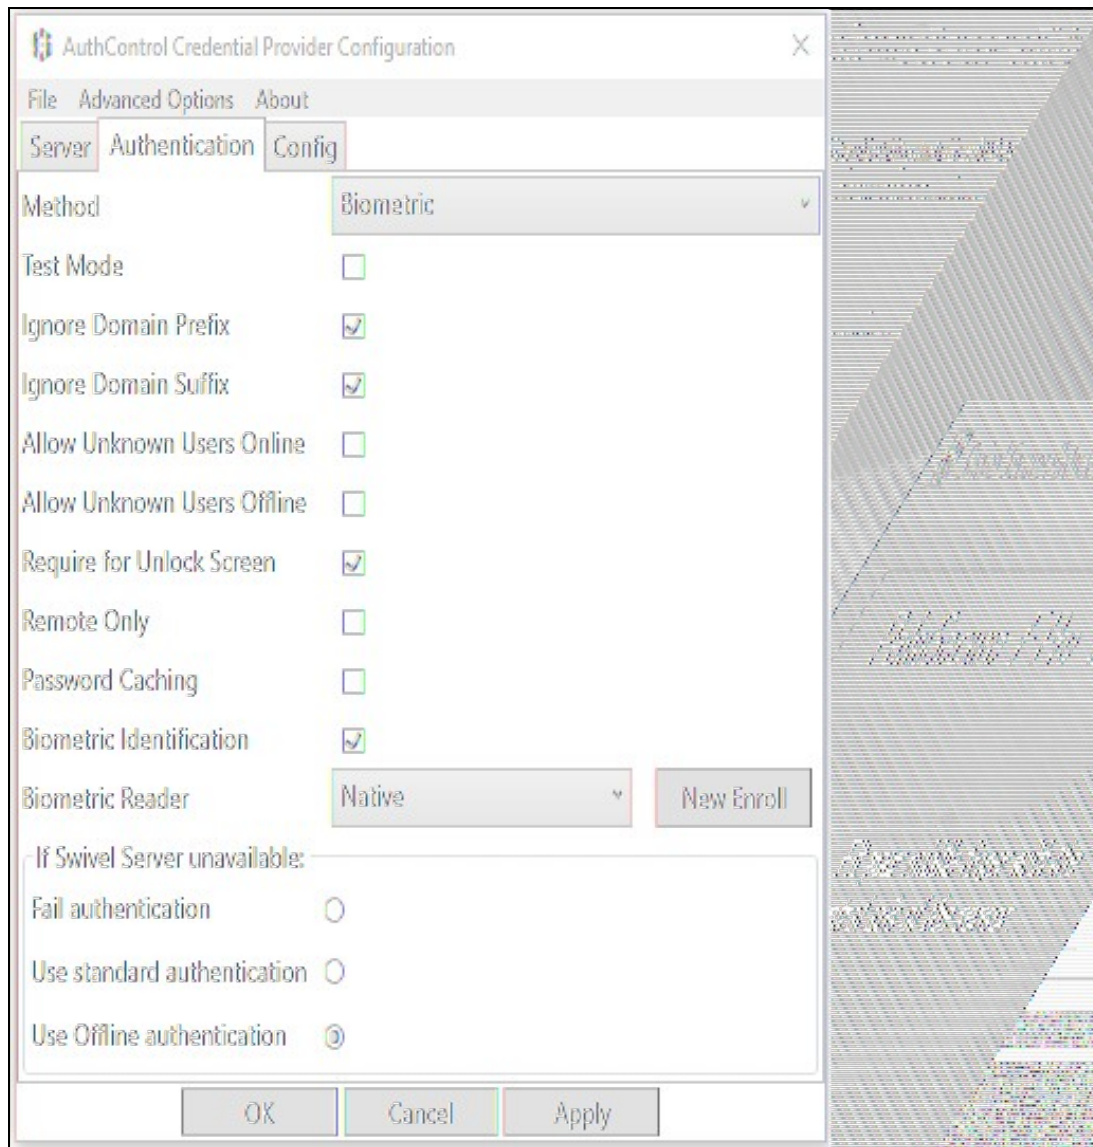 AuthControl Credential Provider Configuration
File Advanced Options About
Server Authentication Config
Method Biometric
Test Mode
Ignore Domain Prefix
Ignore Domain Suffix
Allow Unknown Users Online
Allow Unknown Users Offline
Require for Unlock Screen
Remote Only
Password Caching
Biometric Identification
Biometric Reader Native New Enroll
If Swivel Server unavailable:
Fail authentication
Use standard authentication
Use Offline authentication
OK Cancel Apply